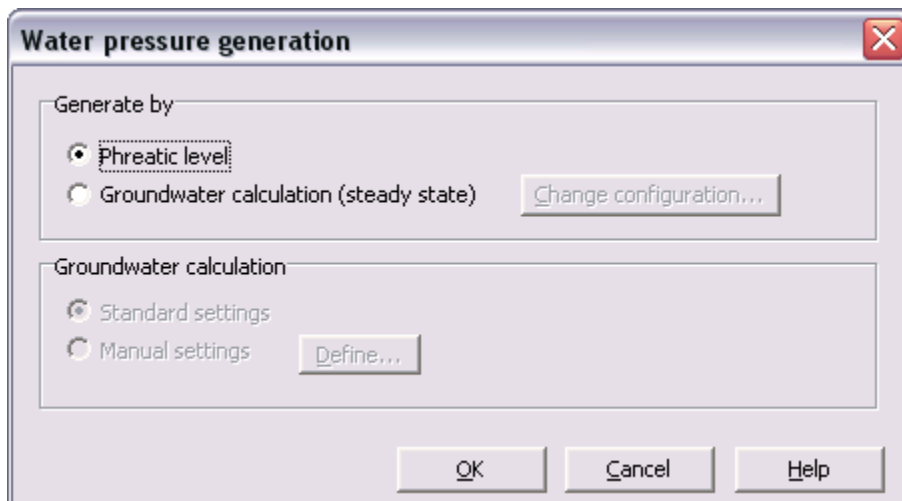 Water pressure generation
Generate by
Phreatic level
Groundwater calculation (steady state)
Change configuration...
Groundwater calculation
Standard settings
Manual settings
Define...
OK
Cancel
Help